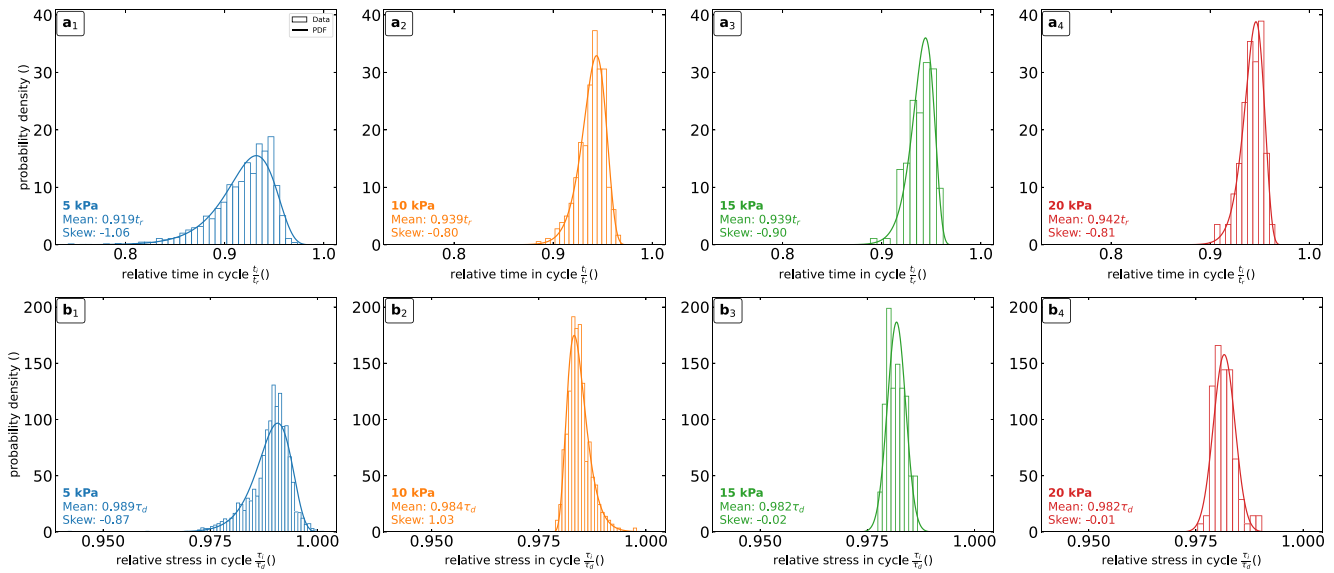 a1
Data
PDF
5 kPa
Mean: 0.919tr
Skew: -1.06
probability density ()
0
10
20
30
40
0.8
0.9
1.0
relative time in cycle ti/tr()
a2
10 kPa
Mean: 0.939tr
Skew: -0.80
0
10
20
30
40
0.8
0.9
1.0
relative time in cycle ti/tr()
a3
15 kPa
Mean: 0.939tr
Skew: -0.90
0
10
20
30
40
0.8
0.9
1.0
relative time in cycle ti/tr()
a4
20 kPa
Mean: 0.942tr
Skew: -0.81
0
10
20
30
40
0.8
0.9
1.0
relative time in cycle ti/tr()
b1
5 kPa
Mean: 0.989τd
Skew: -0.87
probability density ()
0
50
100
150
200
0.950
0.975
1.000
relative stress in cycle τi/τd()
b2
10 kPa
Mean: 0.984τd
Skew: 1.03
0
50
100
150
200
0.950
0.975
1.000
relative stress in cycle τi/τd()
b3
15 kPa
Mean: 0.982τd
Skew: -0.02
0
50
100
150
200
0.950
0.975
1.000
relative stress in cycle τi/τd()
b4
20 kPa
Mean: 0.982τd
Skew: -0.01
0
50
100
150
200
0.950
0.975
1.000
relative stress in cycle τi/τd()